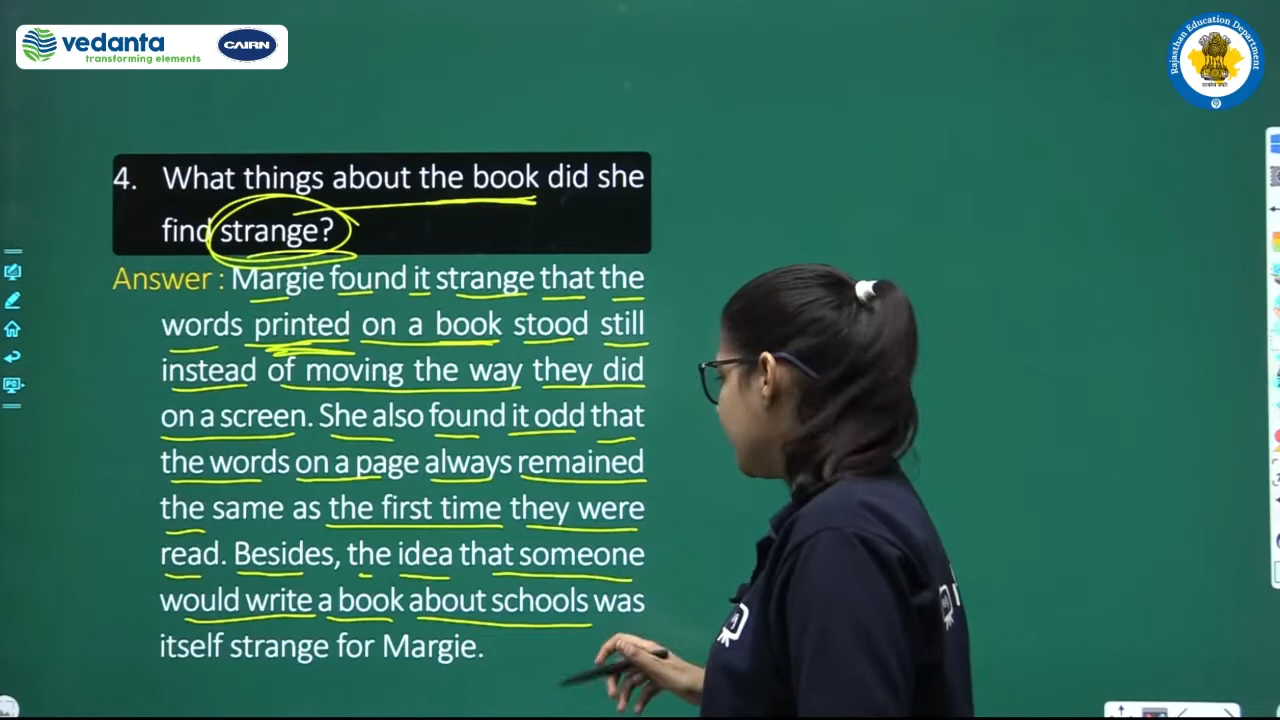 vedanta
transforming elements
CAIRN
Rajasthan Education Department
4. What things about the book did she
find strange?
Answer : Margie found it strange that the
words printed on a book stood still
instead of moving the way they did
on a screen. She also found it odd that
the words on a page always remained
the same as the first time they were
read. Besides, the idea that someone
would write a book about schools was
itself strange for Margie.